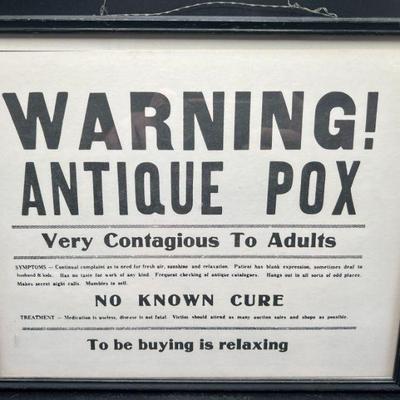 WARNING!
ANTIQUE POX
Very Contagious To Adults
SYMPTOMS — Continual complaint as to need for fresh air, sunshine and relaxation. Patient has blank expression, sometimes deaf to
husband & kids. Has no taste for work of any kind. Frequent checking of antique catalogues. Hangs out in all sorts of odd places.
Makes secret night calls. Mumbles to self.
NO KNOWN CURE
TREATMENT — Medication is useless, disease is not fatal. Victim should attend as many auction sales and shops as possible.
To be buying is relaxing